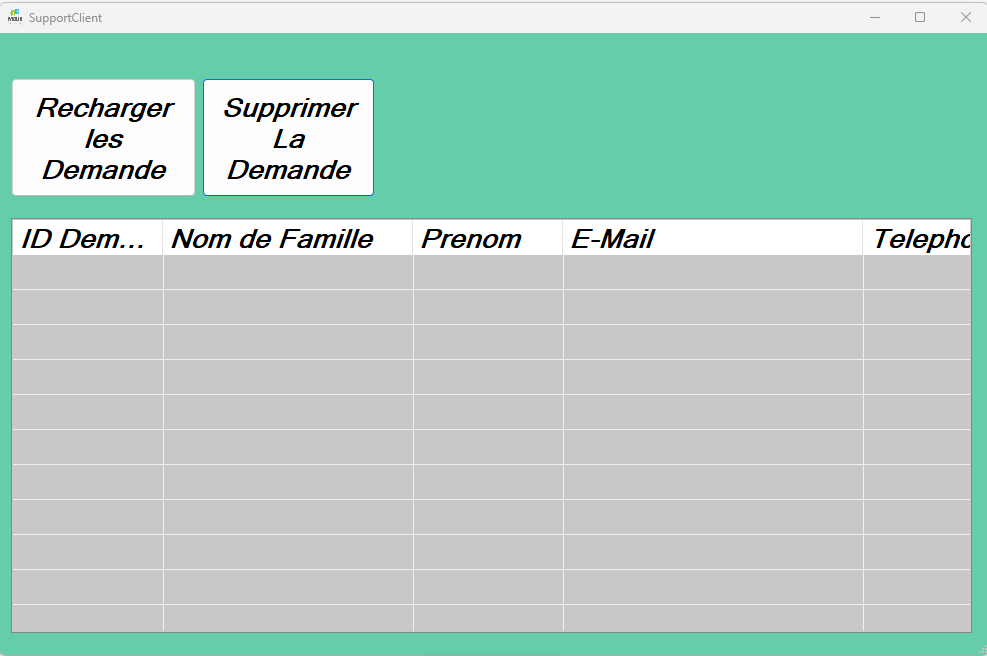 SupportClient
Recharger
les
Demande
Supprimer
La
Demande
ID Dem... Nom de Famille Prenom E-Mail Telepho